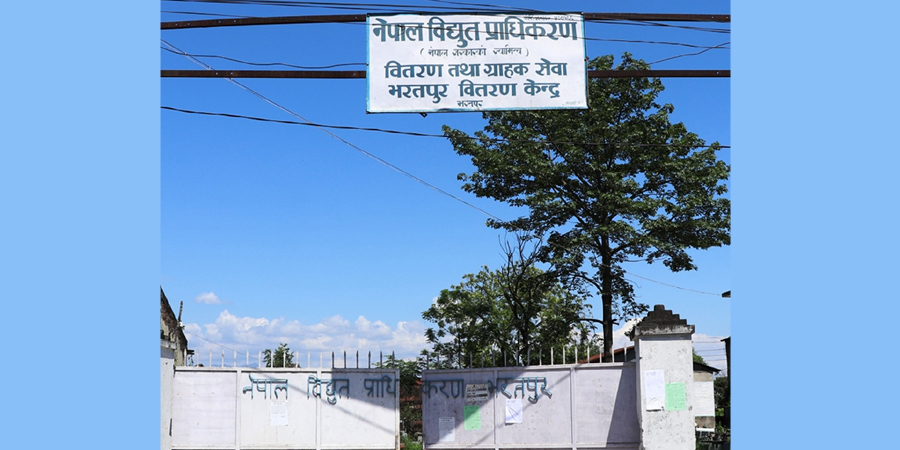 नेपाल विद्युत प्राधिकरण
( नेपाल सरकारको स्वामित्व )
वितरण तथा ग्राहक सेवा
भरतपुर वितरण केन्द्र
भरतपुर
नेपाल विद्युत प्राधिकरण भरतपुर